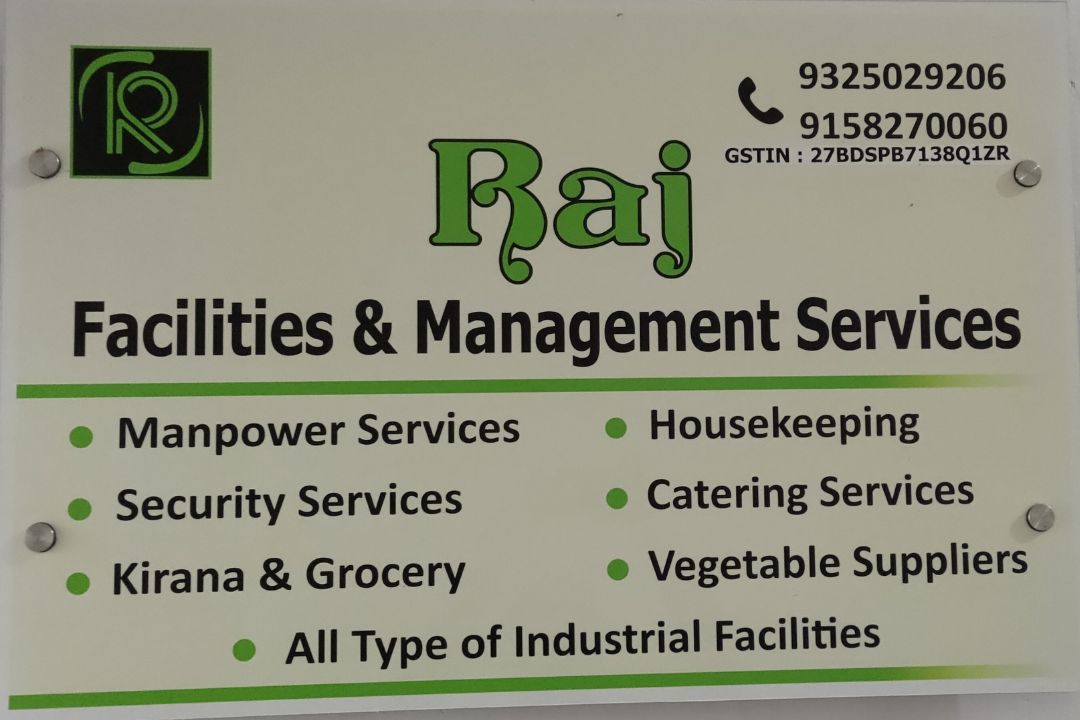 R
9325029206
9158270060
GSTIN : 27BDSPB7138Q1ZR
Raj
Facilities & Management Services
Manpower Services
Housekeeping
Security Services
Catering Services
Kirana & Grocery
Vegetable Suppliers
All Type of Industrial Facilities